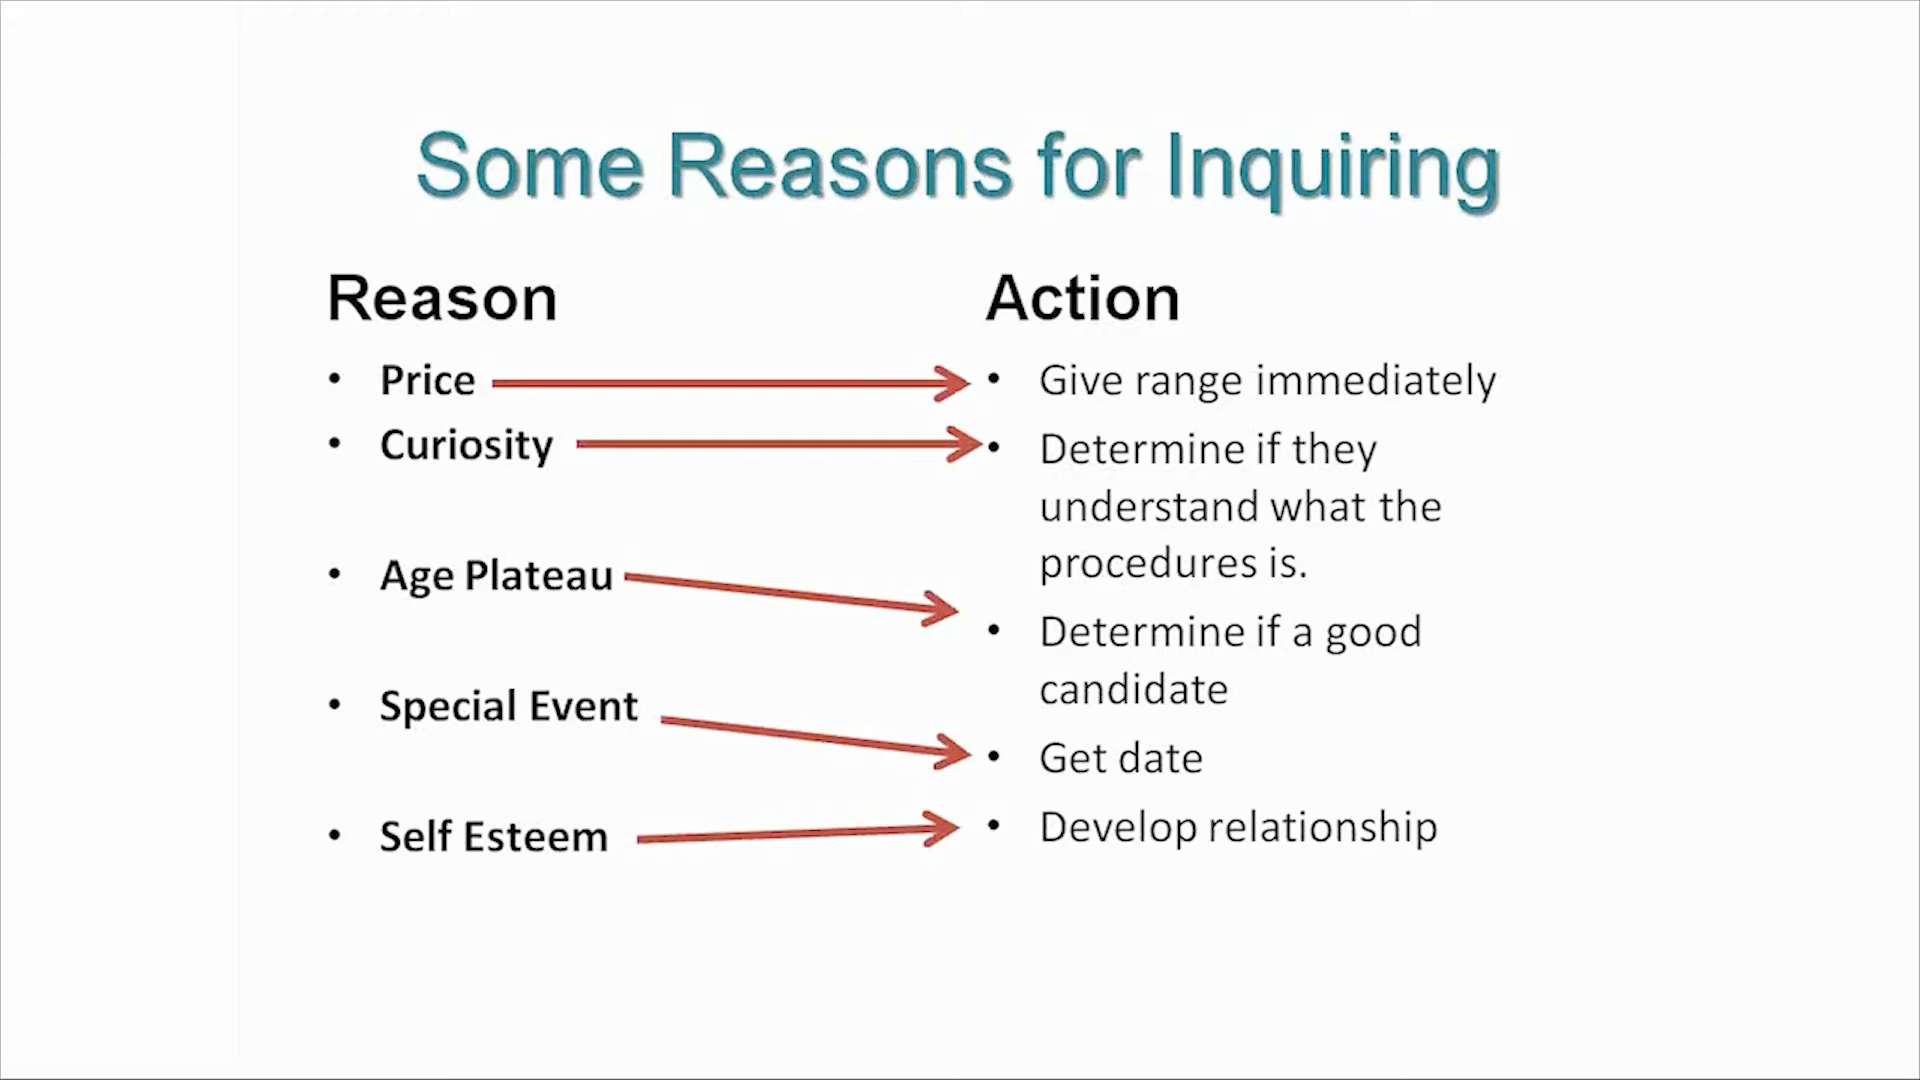 Some Reasons for Inquiring
Reason
• Price
• Curiosity
• Age Plateau
• Special Event
• Self Esteem
Action
• Give range immediately
• Determine if they
understand what the
procedures is.
• Determine if a good
candidate
• Get date
• Develop relationship